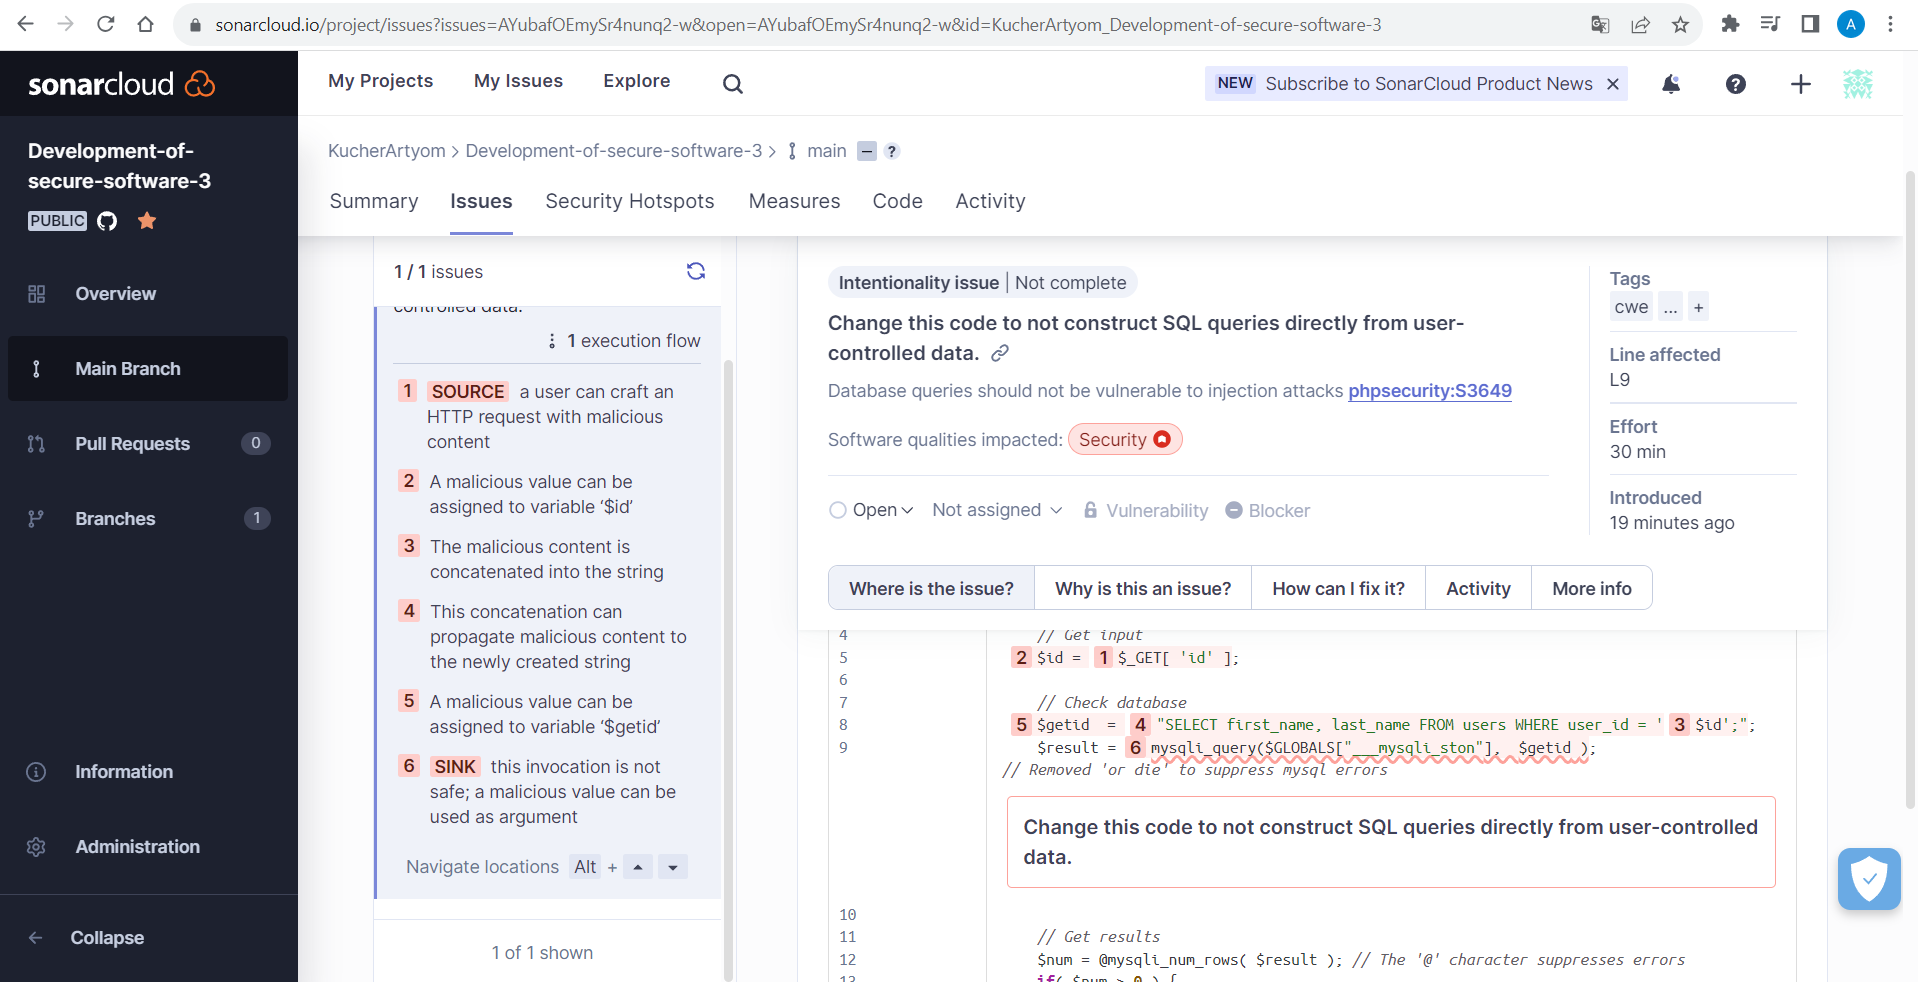 sonarcloud.io/project/issues?issues=AYubafOEmySr4nunq2-w&open=AYubafOEmySr4nunq2-w&id=KucherArtyom_Development-of-secure-software-3
A
sonarcloud
My Projects
My Issues
Explore
NEW Subscribe to SonarCloud Product News
Development-of-
secure-software-3
PUBLIC
Overview
Main Branch
Pull Requests 0
Branches 1
Information
Administration
Collapse
KucherArtyom > Development-of-secure-software-3 > main
Summary
Issues
Security Hotspots
Measures
Code
Activity
1 / 1 issues
controlled data.
1 execution flow
1 SOURCE a user can craft an
HTTP request with malicious
content
2 A malicious value can be
assigned to variable ‘$id’
3 The malicious content is
concatenated into the string
4 This concatenation can
propagate malicious content to
the newly created string
5 A malicious value can be
assigned to variable ‘$getid’
6 SINK this invocation is not
safe; a malicious value can be
used as argument
Navigate locations Alt +
1 of 1 shown
Intentionality issue | Not complete
Change this code to not construct SQL queries directly from user-
controlled data.
Database queries should not be vulnerable to injection attacks phpsecurity:S3649
Software qualities impacted: Security
Open Not assigned Vulnerability Blocker
Tags
cwe ... +
Line affected
L9
Effort
30 min
Introduced
19 minutes ago
Where is the issue?
Why is this an issue?
How can I fix it?
Activity
More info
4 // Get input
5 2 $id = 1 $_GET[ 'id' ];
6
7 // Check database
8 5 $getid = 4 "SELECT first_name, last_name FROM users WHERE user_id = ' 3 $id';";
9 $result = 6 mysqli_query($GLOBALS["___mysqli_ston"], $getid );
// Removed 'or die' to suppress mysql errors
Change this code to not construct SQL queries directly from user-controlled
data.
10
11 // Get results
12 $num = @mysqli_num_rows( $result ); // The '@' character suppresses errors
13 if( $num > 0 ) {